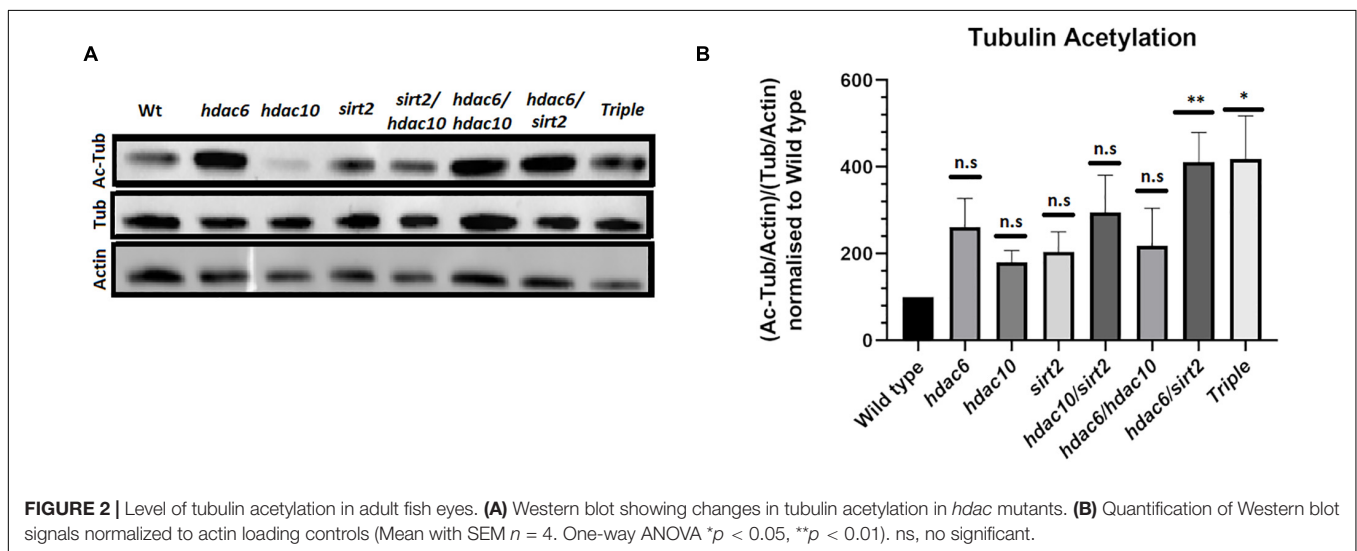 A
Wt hdac6 hdac10 sirt2 sirt2/ hdac6/ hdac6/ Triple
hdac10 hdac10 sirt2
Ac-Tub
Tub
Actin
B
Tubulin Acetylation
(Ac-Tub/Actin)/(Tub/Actin)
normalised to Wild type
600
400
200
0
n.s
n.s
n.s
n.s
n.s
**
*
Wild type
hdac6
hdac10
sirt2
hdac10/sirt2
hdac6/hdac10
hdac6/sirt2
Triple
FIGURE 2 | Level of tubulin acetylation in adult fish eyes. (A) Western blot showing changes in tubulin acetylation in hdac mutants. (B) Quantification of Western blot
signals normalized to actin loading controls (Mean with SEM n = 4. One-way ANOVA *p < 0.05, **p < 0.01). ns, no significant.